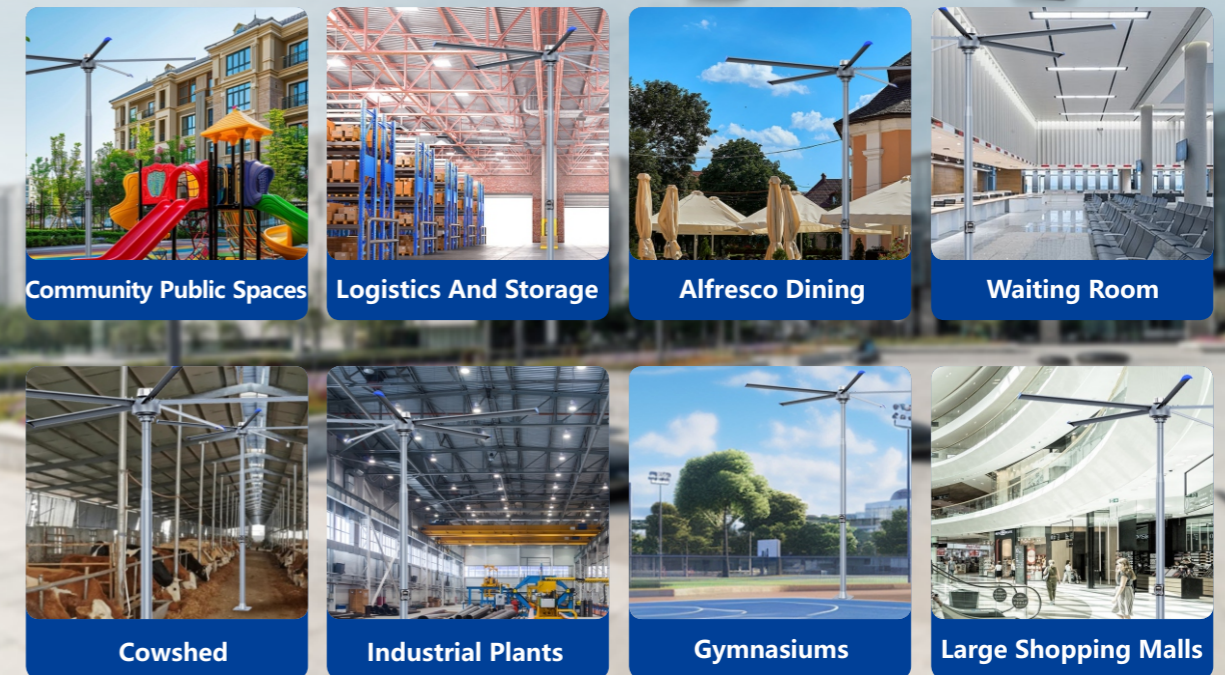 Community Public Spaces
Logistics And Storage
Alfresco Dining
Waiting Room
Cowshed
Industrial Plants
Gymnasiums
Large Shopping Malls